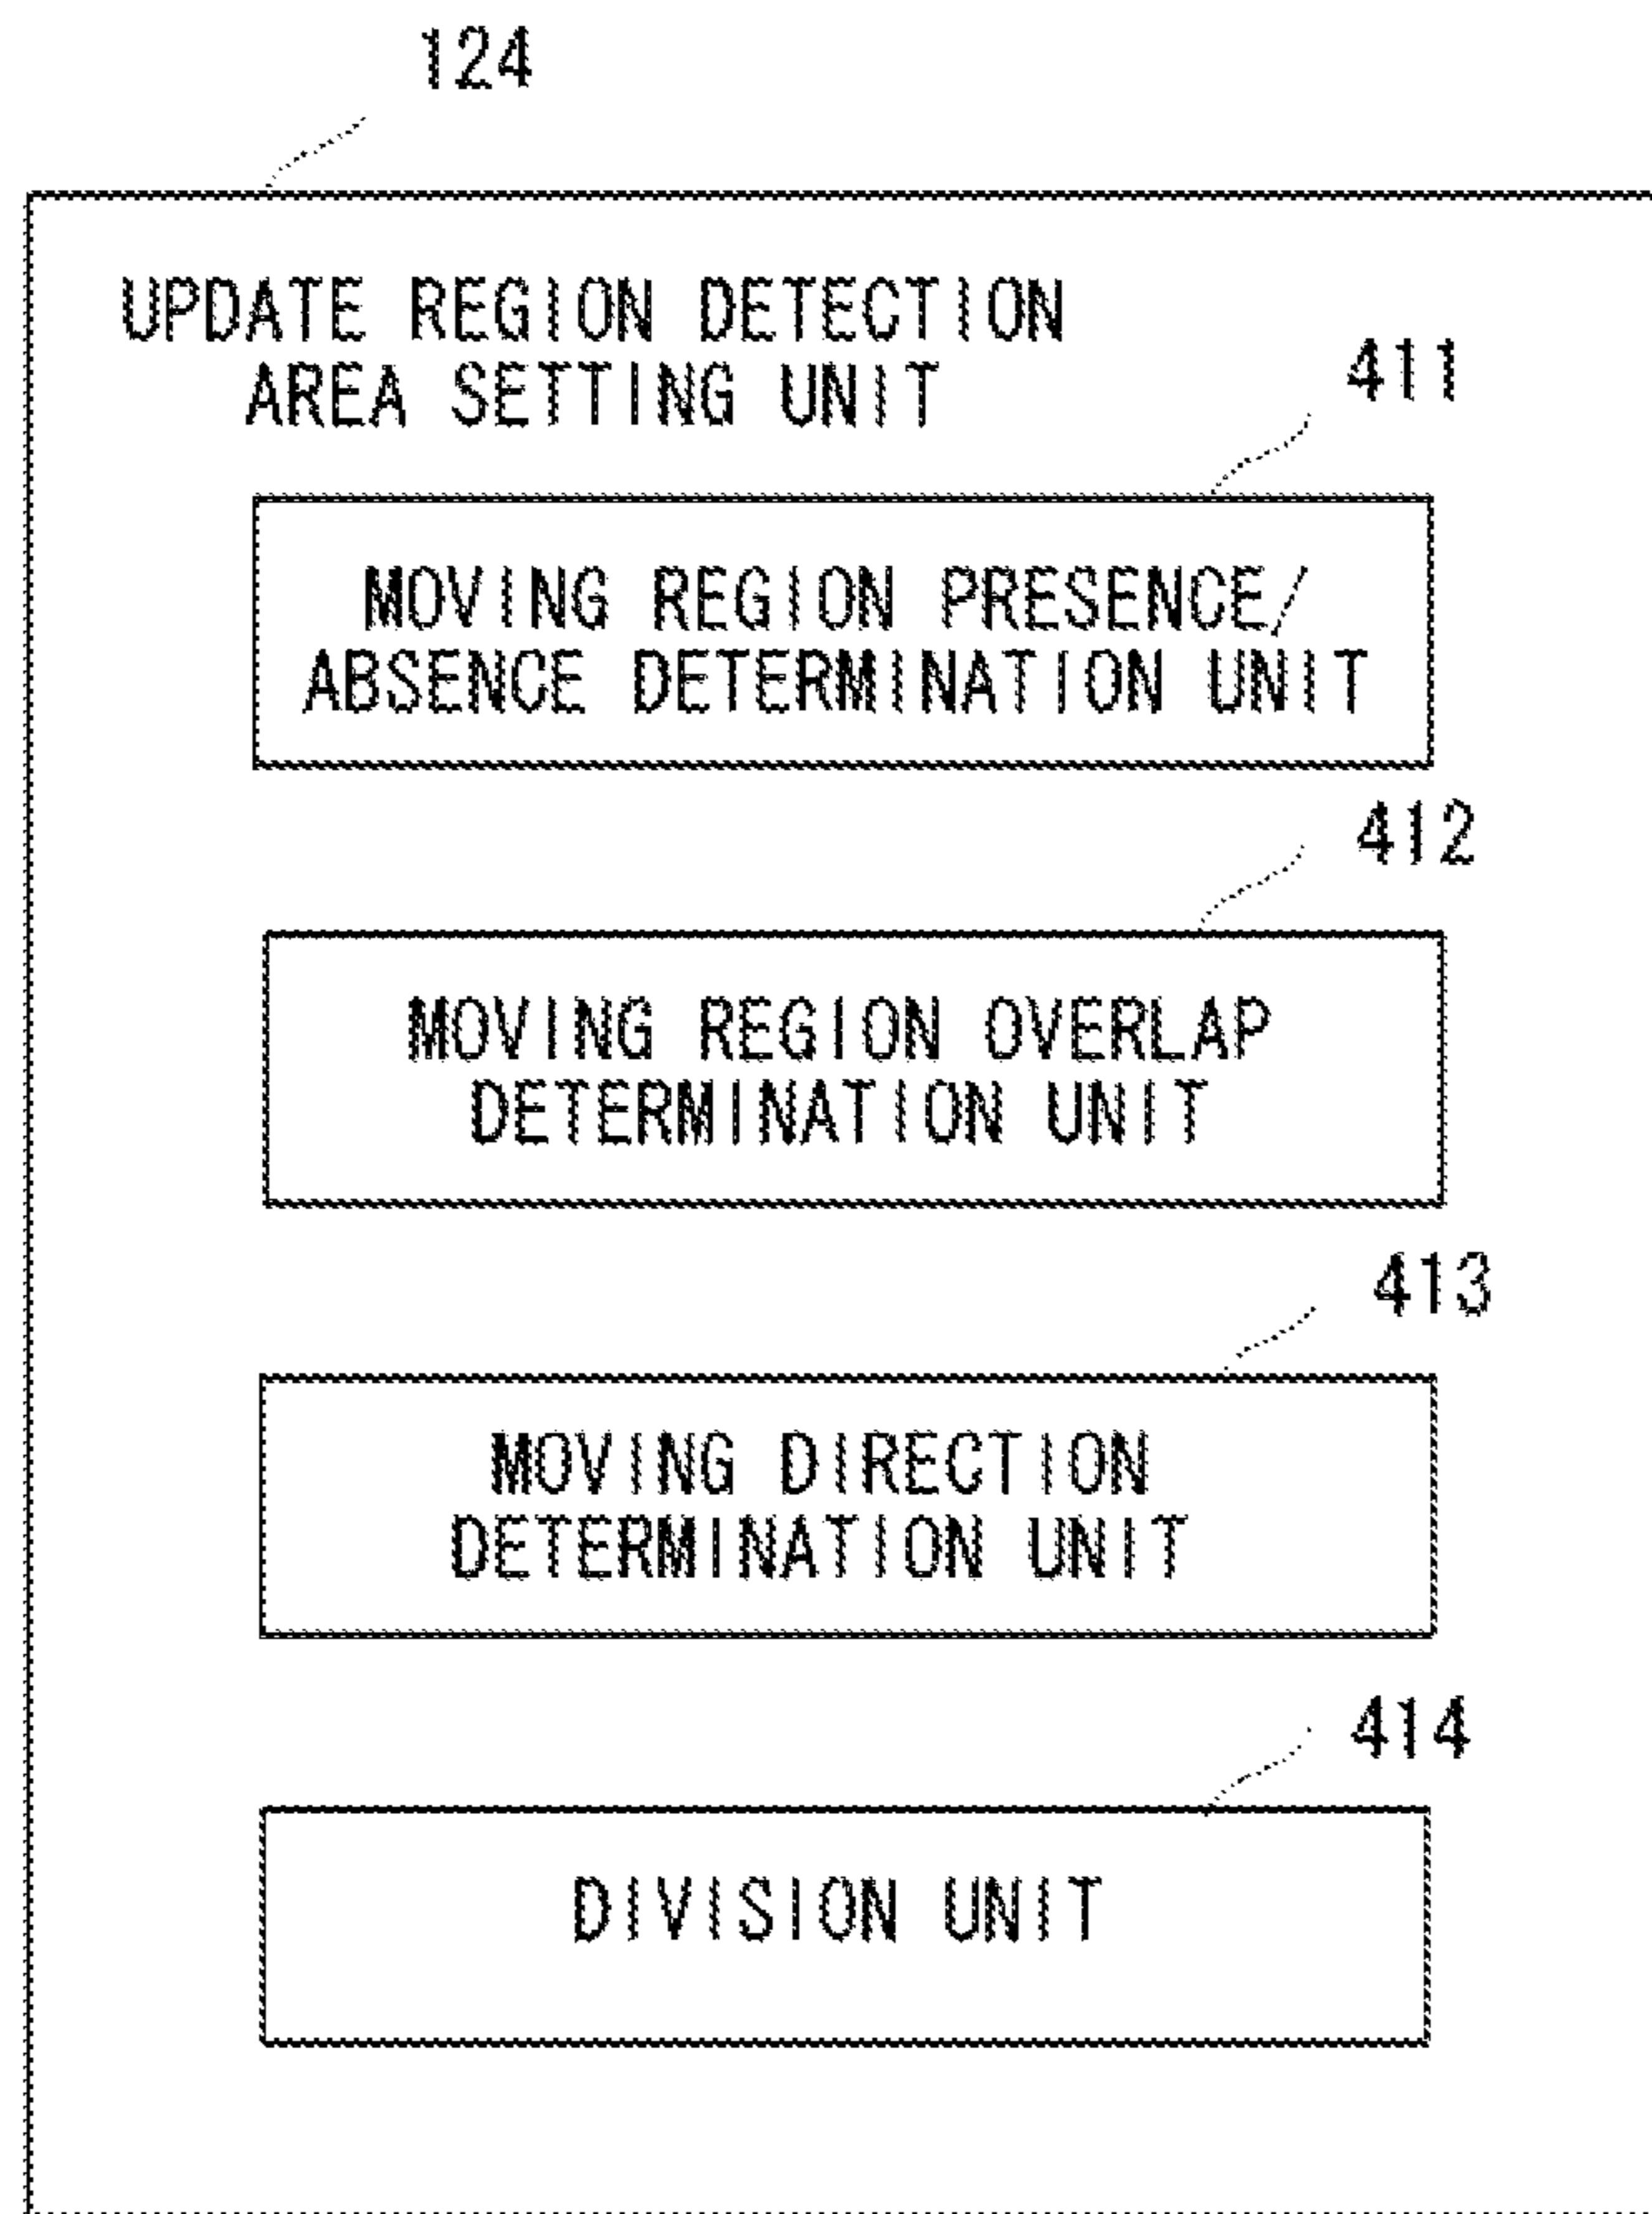 124
UPDATE REGION DETECTION
AREA SETTING UNIT
411
MOVING REGION PRESENCE/
ABSENCE DETERMINATION UNIT
412
MOVING REGION OVERLAP
DETERMINATION UNIT
413
MOVING DIRECTION
DETERMINATION UNIT
414
DIVISION UNIT